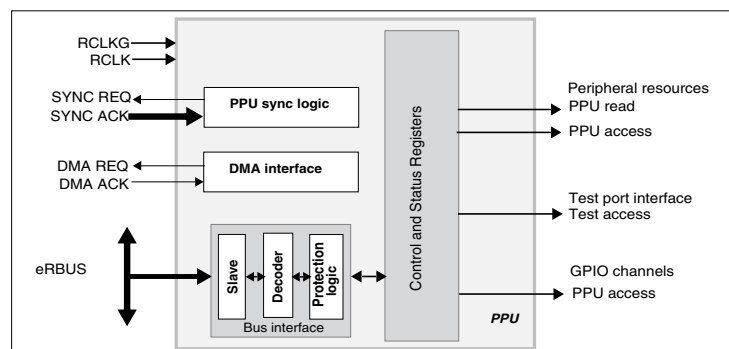 RCLKG
RCLK
SYNC REQ
SYNC ACK
PPU sync logic
DMA REQ
DMA ACK
DMA interface
eRBUS
Slave
Decoder
Protection
logic
Bus interface
Control and Status Registers
Peripheral resources
PPU read
PPU access
Test port interface
Test access
GPIO channels
PPU access
PPU